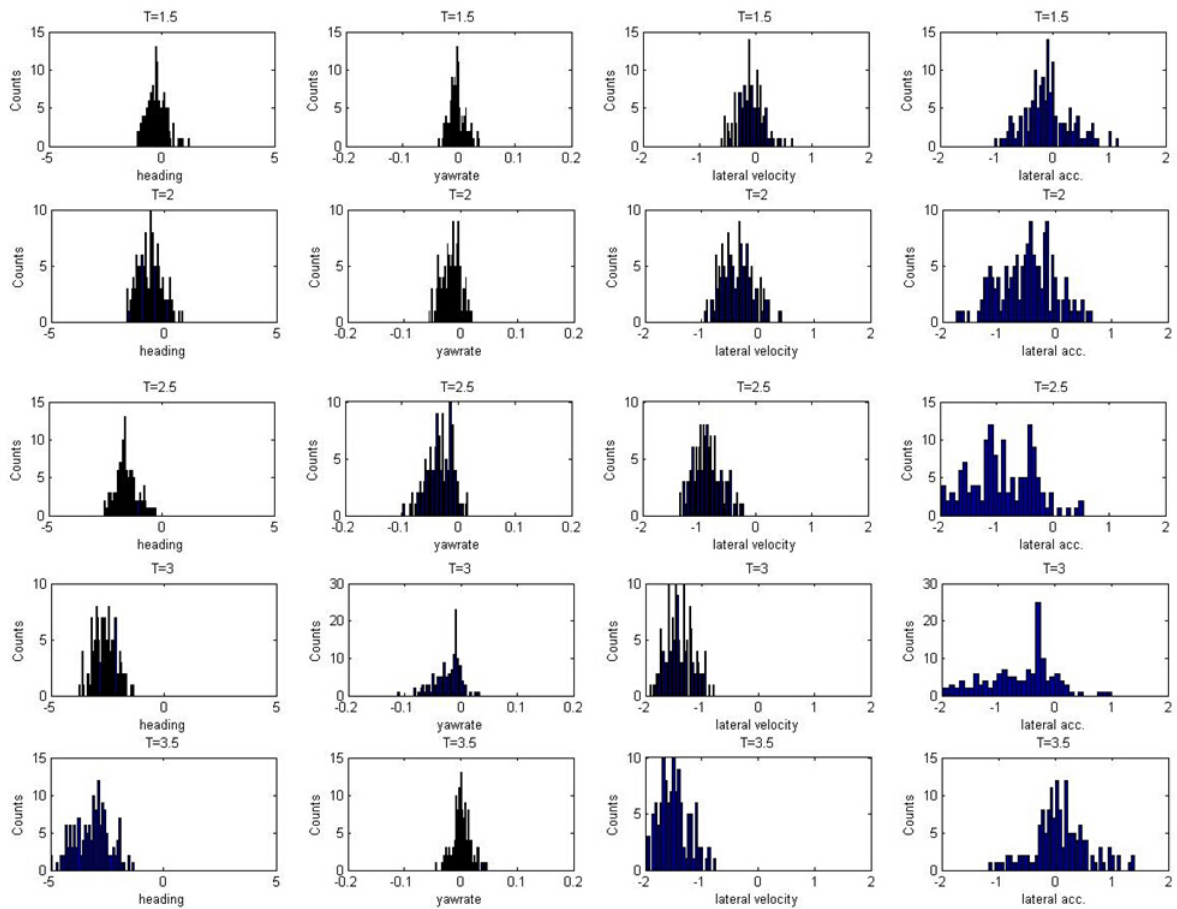 T=1.5
15
10
5
0
Counts
-5 0 5
heading
T=1.5
15
10
5
0
Counts
-0.2 -0.1 0 0.1 0.2
yawrate
T=1.5
15
10
5
0
Counts
-2 -1 0 1 2
lateral velocity
T=1.5
15
10
5
0
Counts
-2 -1 0 1 2
lateral acc.
T=2
10
5
0
Counts
-5 0 5
heading
T=2
10
5
0
Counts
-0.2 -0.1 0 0.1 0.2
yawrate
T=2
10
5
0
Counts
-2 -1 0 1 2
lateral velocity
T=2
10
5
0
Counts
-2 -1 0 1 2
lateral acc.
T=2.5
15
10
5
0
Counts
-5 0 5
heading
T=2.5
10
5
0
Counts
-0.2 -0.1 0 0.1 0.2
yawrate
T=2.5
10
5
0
Counts
-2 -1 0 1 2
lateral velocity
T=2.5
15
10
5
0
Counts
-2 -1 0 1 2
lateral acc.
T=3
10
5
0
Counts
-5 0 5
heading
T=3
30
20
10
0
Counts
-0.2 -0.1 0 0.1 0.2
yawrate
T=3
10
5
0
Counts
-2 -1 0 1 2
lateral velocity
T=3
30
20
10
0
Counts
-2 -1 0 1 2
lateral acc.
T=3.5
15
10
5
0
Counts
-5 0 5
heading
T=3.5
15
10
5
0
Counts
-0.2 -0.1 0 0.1 0.2
yawrate
T=3.5
10
5
0
Counts
-2 -1 0 1 2
lateral velocity
T=3.5
15
10
5
0
Counts
-2 -1 0 1 2
lateral acc.